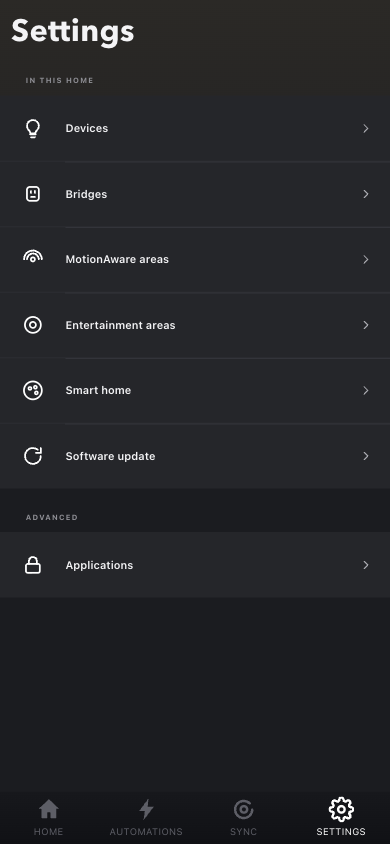 Settings
IN THIS HOME
Devices
Bridges
MotionAware areas
Entertainment areas
Smart home
Software update
ADVANCED
Applications
HOME AUTOMATIONS SYNC SETTINGS